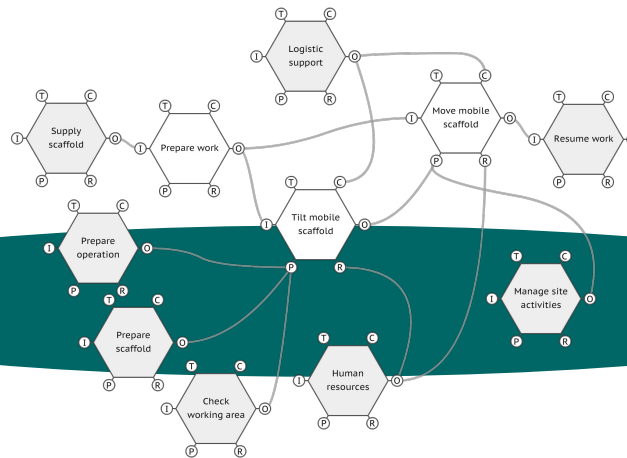 T
C
Logistic
support
I
O
P
R
T
C
Supply
scaffold
I
O
P
R
T
C
Prepare work
I
O
P
R
T
C
Move mobile
scaffold
I
O
P
R
T
C
Resume work
I
P
R
T
C
Tilt mobile
scaffold
I
O
P
R
T
C
Prepare
operation
I
O
P
R
T
C
Manage site
activities
I
O
P
R
T
C
Prepare
scaffold
I
O
P
R
T
C
Human
resources
I
O
P
R
T
C
Check
working area
I
O
P
R